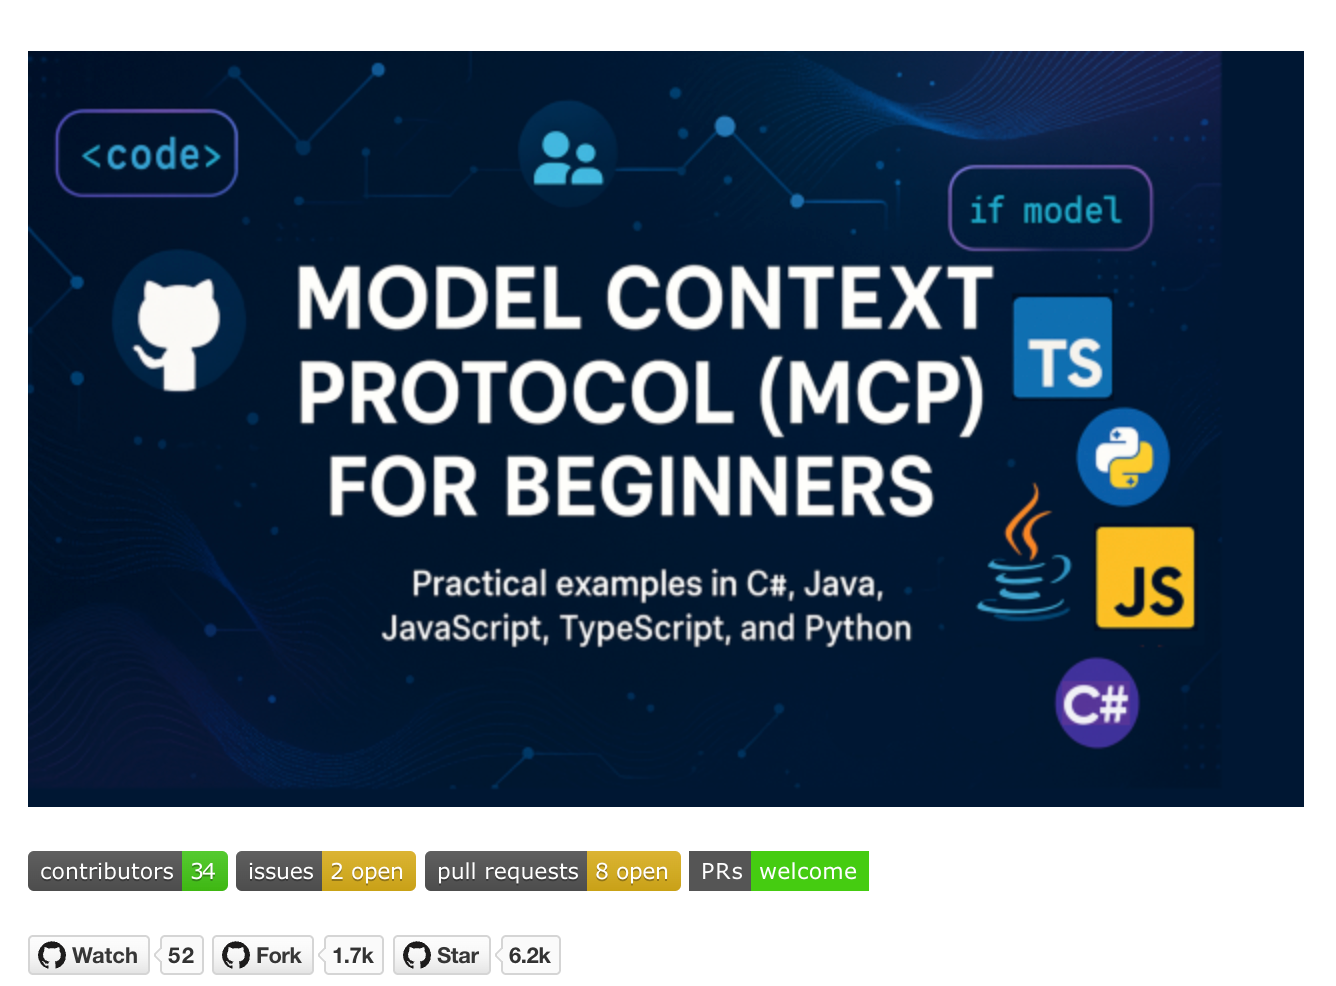 <code>
if model
MODEL CONTEXT
PROTOCOL (MCP)
FOR BEGINNERS
TS
Practical examples in C#, Java,
JavaScript, TypeScript, and Python
JS
C#
contributors 34 issues 2 open pull requests 8 open PRs welcome
Watch 52 Fork 1.7k Star 6.2k